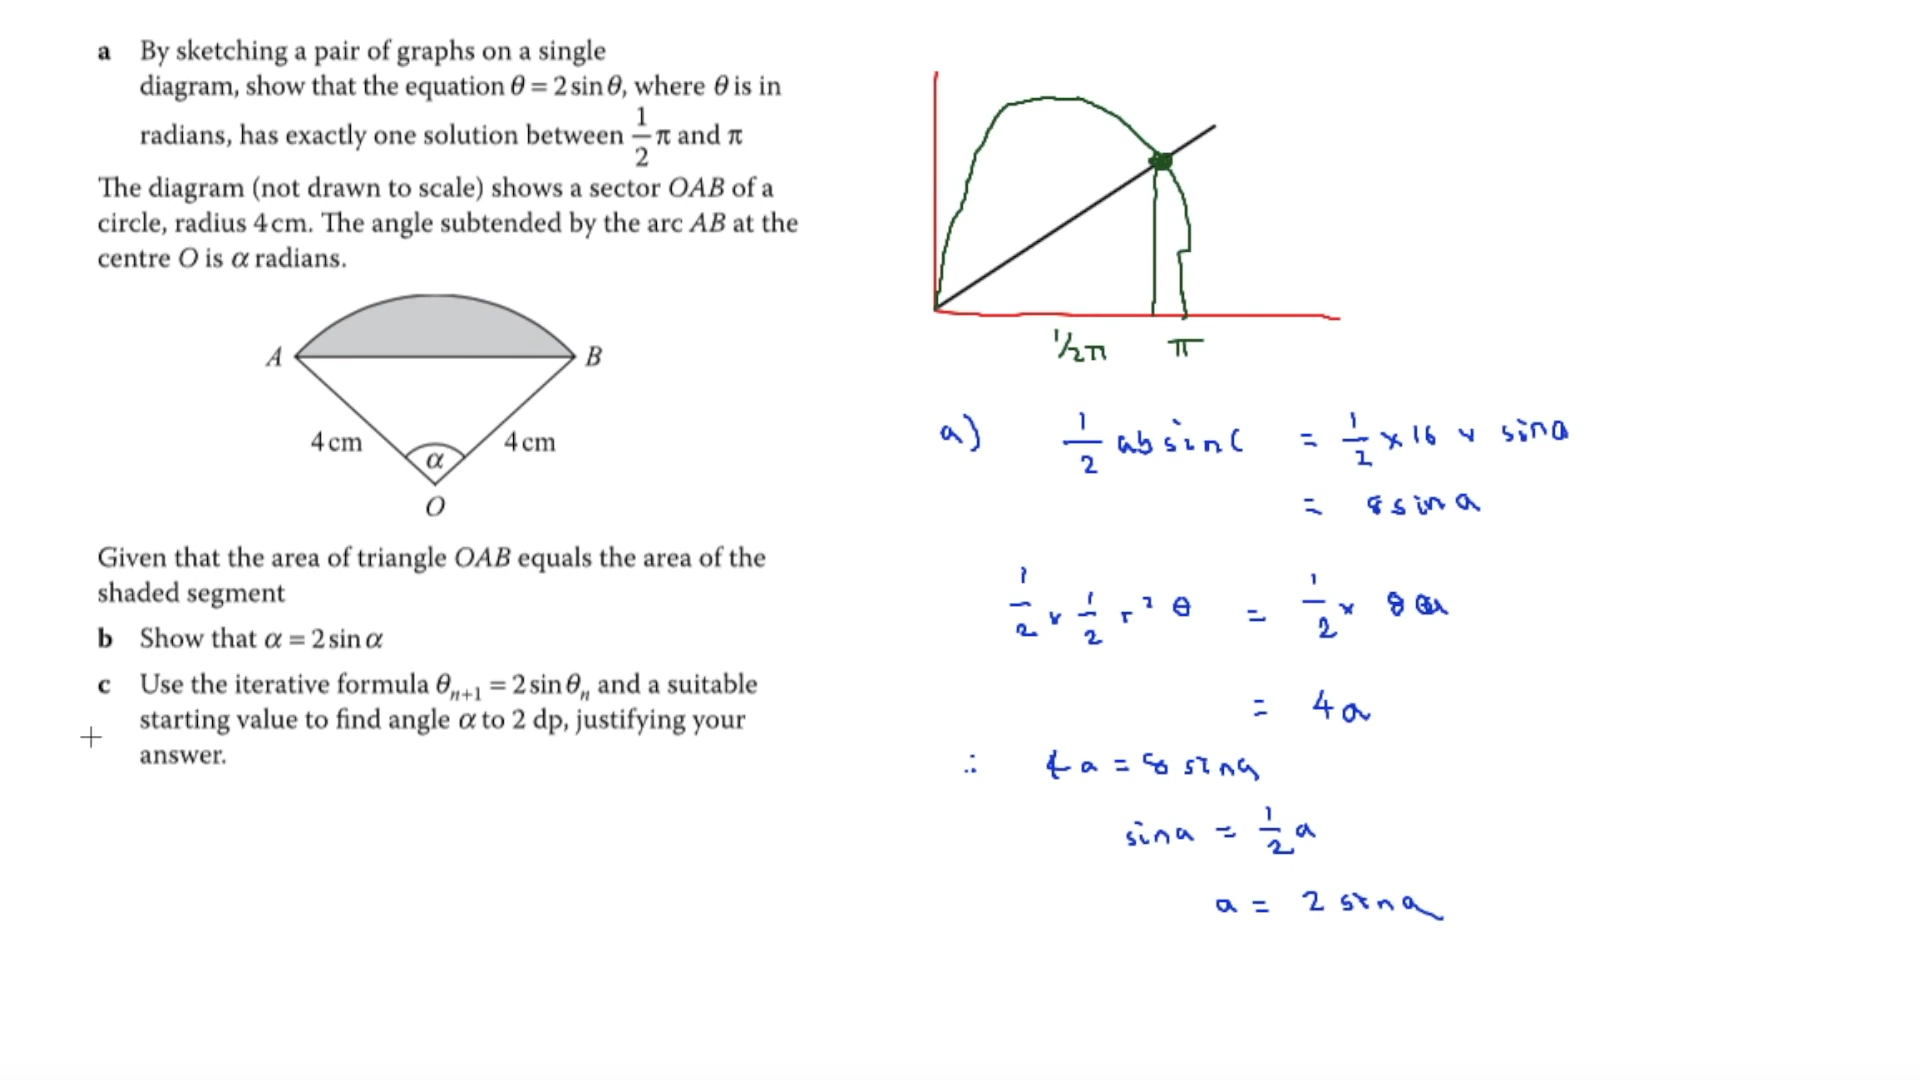 a By sketching a pair of graphs on a single
diagram, show that the equation θ = 2 sin θ, where θ is in
radians, has exactly one solution between 1/2 π and π
The diagram (not drawn to scale) shows a sector OAB of a
circle, radius 4 cm. The angle subtended by the arc AB at the
centre O is α radians.
A B
4 cm 4 cm
α
O
Given that the area of triangle OAB equals the area of the
shaded segment
b Show that α = 2 sin α
c Use the iterative formula θₙ₊₁ = 2 sin θₙ and a suitable
starting value to find angle α to 2 dp, justifying your
answer.
1/2π π
a) 1/2 ab sin C = 1/2 × 16 × sin a
= 8 sin a
1/2 × 1/2 r² θ = 1/2 × 8a
= 4a
∴ 4a = 8 sin a
sin a = 1/2 a
a = 2 sin a